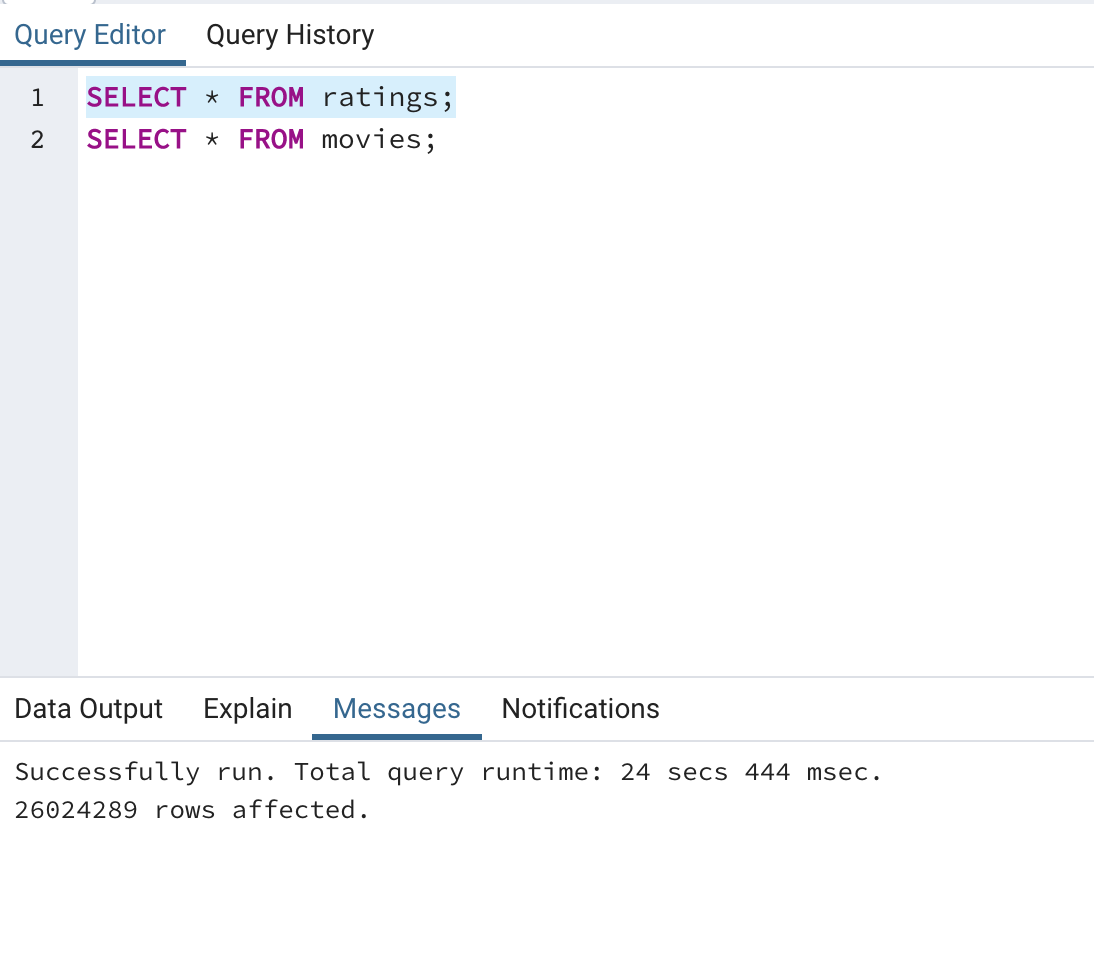 Query Editor Query History
1 SELECT * FROM ratings;
2 SELECT * FROM movies;
Data Output Explain Messages Notifications
Successfully run. Total query runtime: 24 secs 444 msec.
26024289 rows affected.